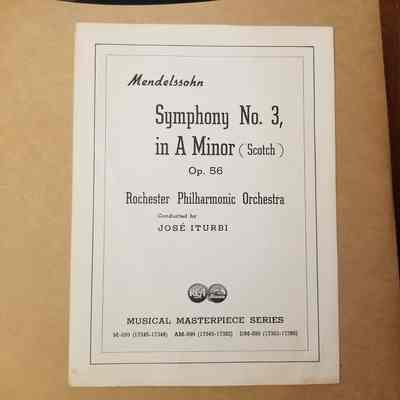 Mendelssohn
Symphony No. 3,
in A Minor (Scotch)
Op. 56
Rochester Philharmonic Orchestra
Conducted by
JOSÉ ITURBI
RCA
MUSICAL MASTERPIECE SERIES